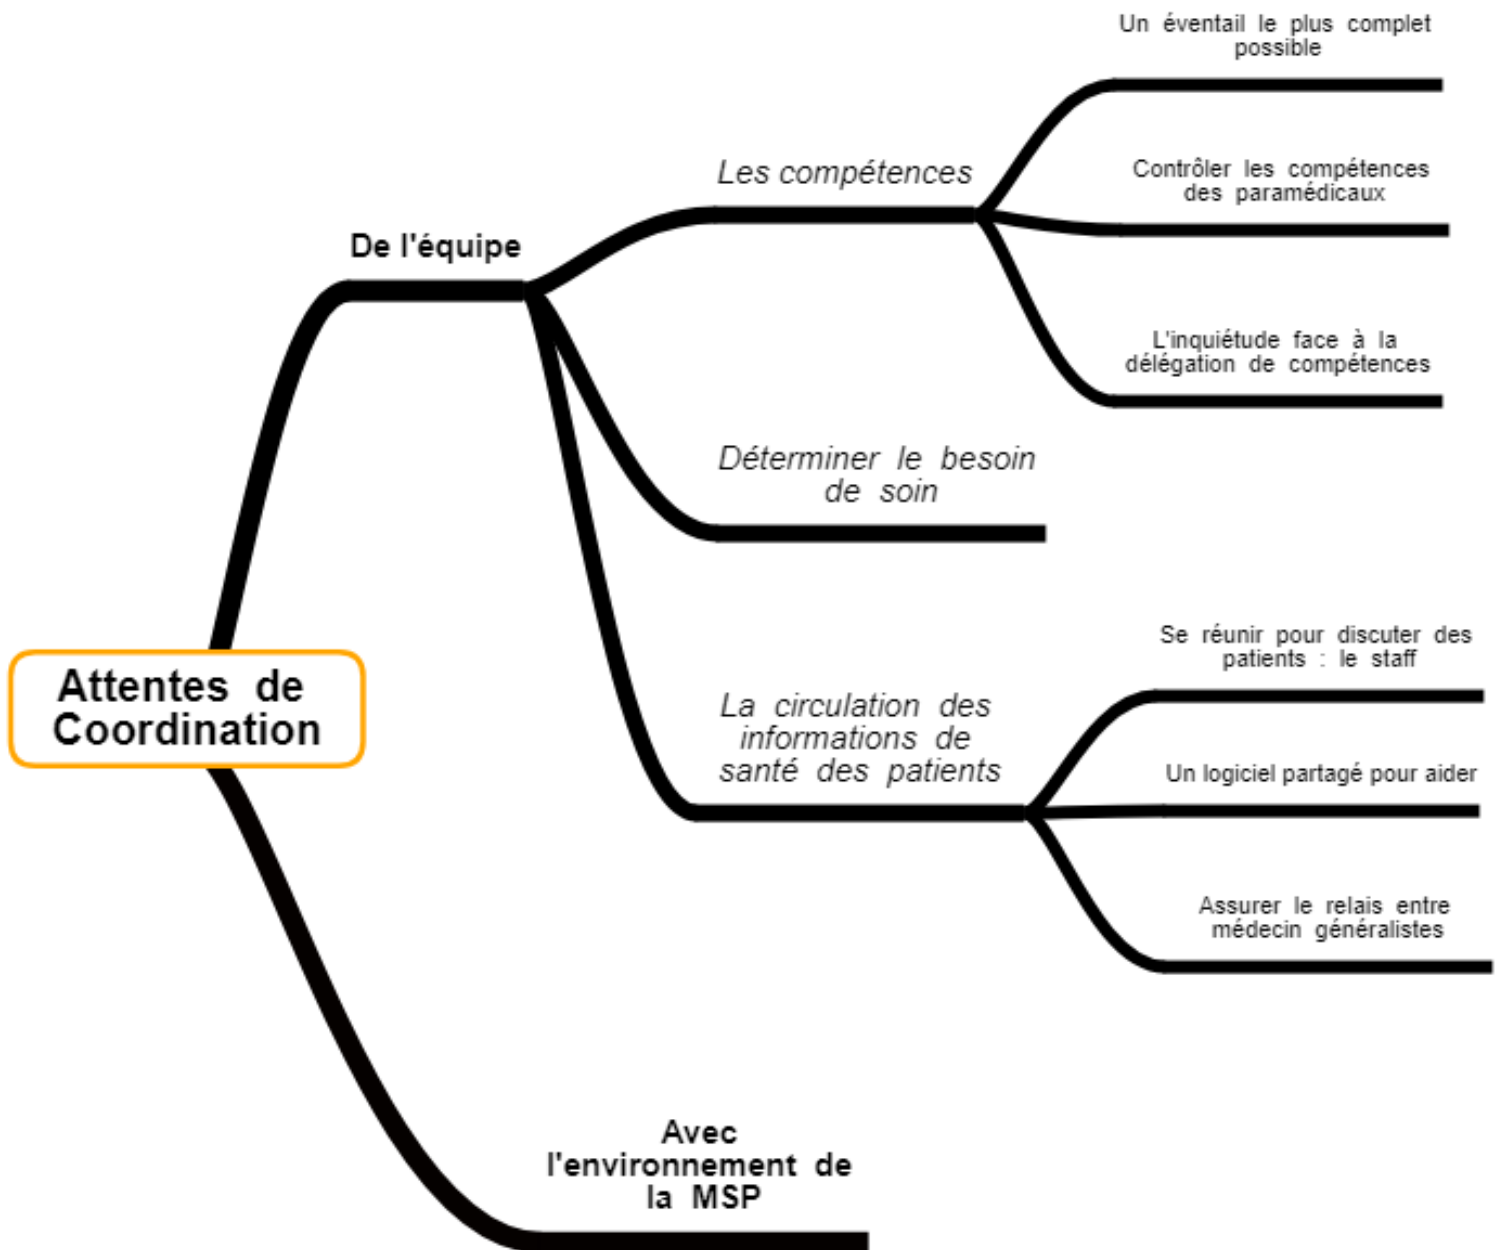 Un éventail le plus complet
possible
Contrôler les compétences
des paramédicaux
Les compétences
De l'équipe
L'inquiétude face à la
délégation de compétences
Déterminer le besoin
de soin
Se réunir pour discuter des
patients : le staff
Attentes de
Coordination
La circulation des
informations de
santé des patients
Un logiciel partagé pour aider
Assurer le relais entre
médecin généralistes
Avec
l'environnement de
la MSP